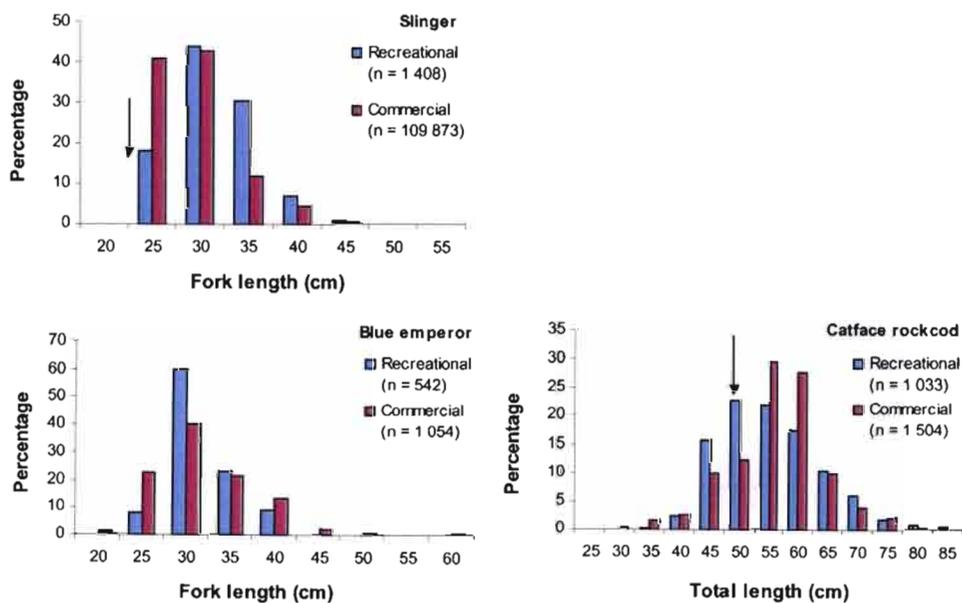 Slinger
50
40
30
20
10
0
Percentage
Recreational
(n = 1 408)
Commercial
(n = 109 873)
20 25 30 35 40 45 50 55
Fork length (cm)
Blue emperor
70
60
50
40
30
20
10
0
Percentage
Recreational
(n = 542)
Commercial
(n = 1 054)
20 25 30 35 40 45 50 55 60
Fork length (cm)
Catface rockcod
35
30
25
20
15
10
5
0
Percentage
Recreational
(n = 1 033)
Commercial
(n = 1 504)
25 30 35 40 45 50 55 60 65 70 75 80 85
Total length (cm)